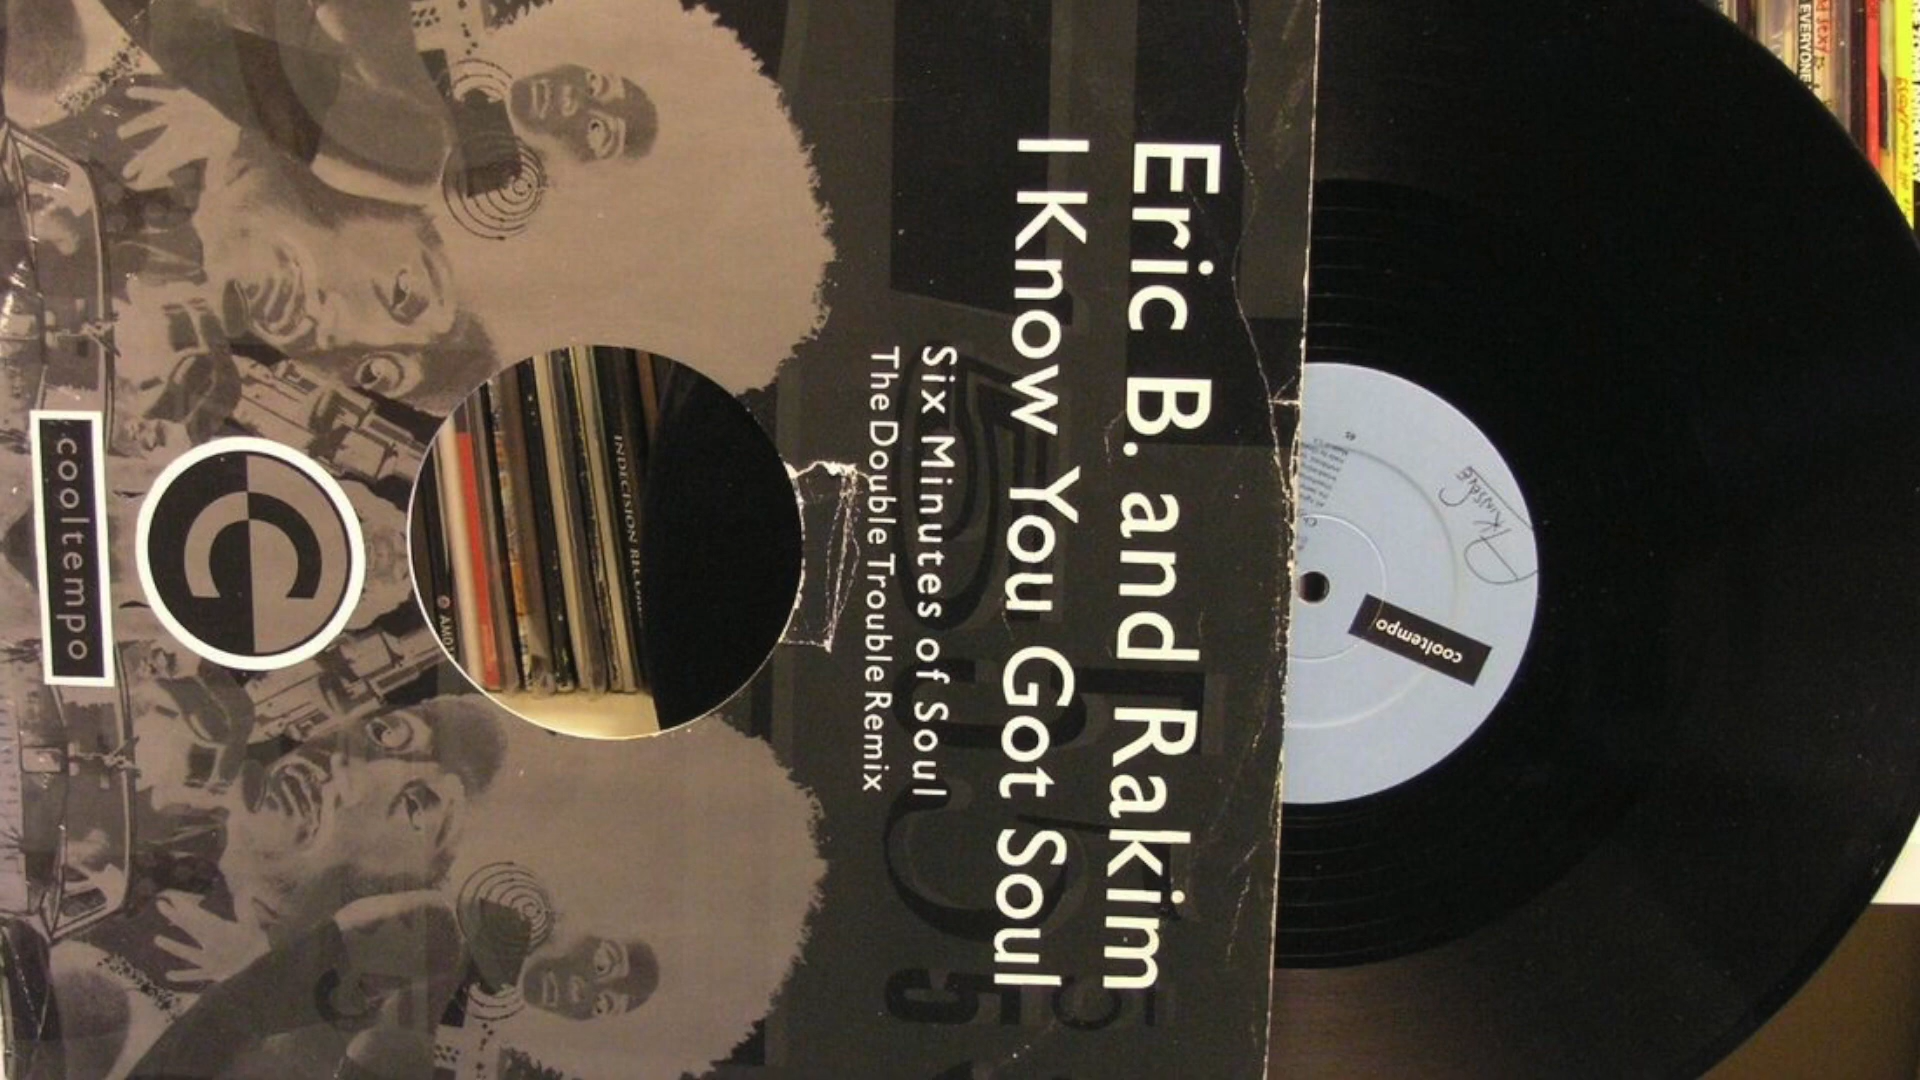 Eric B. and Rakim
I Know You Got Soul
Six Minutes of Soul
The Double Trouble Remix
cooltempo
cooltempo
INDECISION RECORDS
EVERYONE